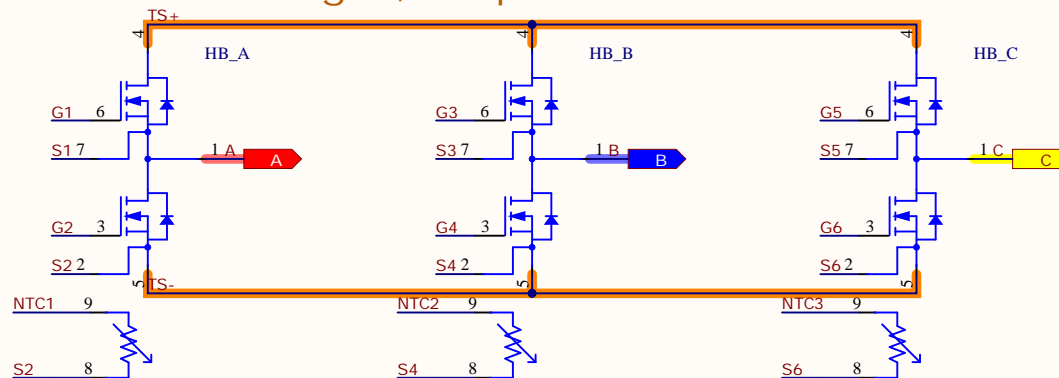 TS+
4 4 4
HB_A HB_B HB_C
G1 6 G3 6 G5 6
S1 7 1 A A S3 7 1 B B S5 7 1 C C
G2 3 G4 3 G6 3
S2 2 S4 2 S6 2
5 TS- 5 5
NTC1 9 NTC2 9 NTC3 9
S2 8 S4 8 S6 8